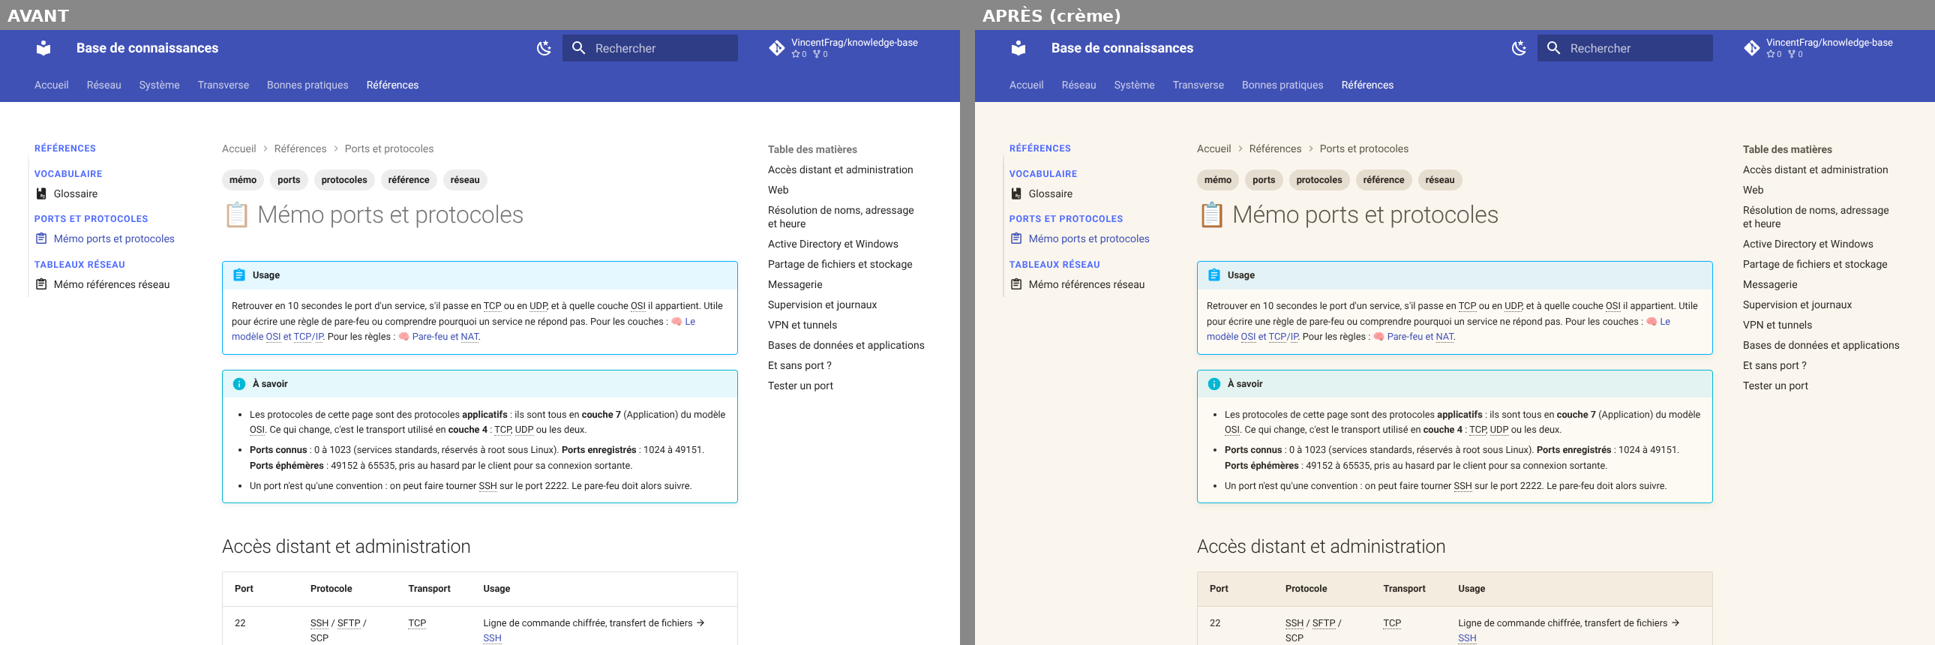 AVANT
Base de connaissances
Rechercher
VincentFrag/knowledge-base
0 0
Accueil Réseau Système Transverse Bonnes pratiques Références
RÉFÉRENCES
VOCABULAIRE
Glossaire
PORTS ET PROTOCOLES
Mémo ports et protocoles
TABLEAUX RÉSEAU
Mémo références réseau
Accueil > Références > Ports et protocoles
mémo ports protocoles référence réseau
📋 Mémo ports et protocoles
Usage
Retrouver en 10 secondes le port d'un service, s'il passe en TCP ou en UDP, et à quelle couche OSI il appartient. Utile
pour écrire une règle de pare-feu ou comprendre pourquoi un service ne répond pas. Pour les couches : 🧠 Le
modèle OSI et TCP/IP. Pour les règles : 🧠 Pare-feu et NAT.
À savoir
• Les protocoles de cette page sont des protocoles applicatifs : ils sont tous en couche 7 (Application) du modèle
OSI. Ce qui change, c'est le transport utilisé en couche 4 : TCP, UDP ou les deux.
• Ports connus : 0 à 1023 (services standards, réservés à root sous Linux). Ports enregistrés : 1024 à 49151.
Ports éphémères : 49152 à 65535, pris au hasard par le client pour sa connexion sortante.
• Un port n'est qu'une convention : on peut faire tourner SSH sur le port 2222. Le pare-feu doit alors suivre.
Accès distant et administration
Port Protocole Transport Usage
22 SSH / SFTP / TCP Ligne de commande chiffrée, transfert de fichiers →
SCP SSH
Table des matières
Accès distant et administration
Web
Résolution de noms, adressage
et heure
Active Directory et Windows
Partage de fichiers et stockage
Messagerie
Supervision et journaux
VPN et tunnels
Bases de données et applications
Et sans port ?
Tester un port
APRÈS (crème)
Base de connaissances
Rechercher
VincentFrag/knowledge-base
0 0
Accueil Réseau Système Transverse Bonnes pratiques Références
RÉFÉRENCES
VOCABULAIRE
Glossaire
PORTS ET PROTOCOLES
Mémo ports et protocoles
TABLEAUX RÉSEAU
Mémo références réseau
Accueil > Références > Ports et protocoles
mémo ports protocoles référence réseau
📋 Mémo ports et protocoles
Usage
Retrouver en 10 secondes le port d'un service, s'il passe en TCP ou en UDP, et à quelle couche OSI il appartient. Utile
pour écrire une règle de pare-feu ou comprendre pourquoi un service ne répond pas. Pour les couches : 🧠 Le
modèle OSI et TCP/IP. Pour les règles : 🧠 Pare-feu et NAT.
À savoir
• Les protocoles de cette page sont des protocoles applicatifs : ils sont tous en couche 7 (Application) du modèle
OSI. Ce qui change, c'est le transport utilisé en couche 4 : TCP, UDP ou les deux.
• Ports connus : 0 à 1023 (services standards, réservés à root sous Linux). Ports enregistrés : 1024 à 49151.
Ports éphémères : 49152 à 65535, pris au hasard par le client pour sa connexion sortante.
• Un port n'est qu'une convention : on peut faire tourner SSH sur le port 2222. Le pare-feu doit alors suivre.
Accès distant et administration
Port Protocole Transport Usage
22 SSH / SFTP / TCP Ligne de commande chiffrée, transfert de fichiers →
SCP SSH
Table des matières
Accès distant et administration
Web
Résolution de noms, adressage
et heure
Active Directory et Windows
Partage de fichiers et stockage
Messagerie
Supervision et journaux
VPN et tunnels
Bases de données et applications
Et sans port ?
Tester un port